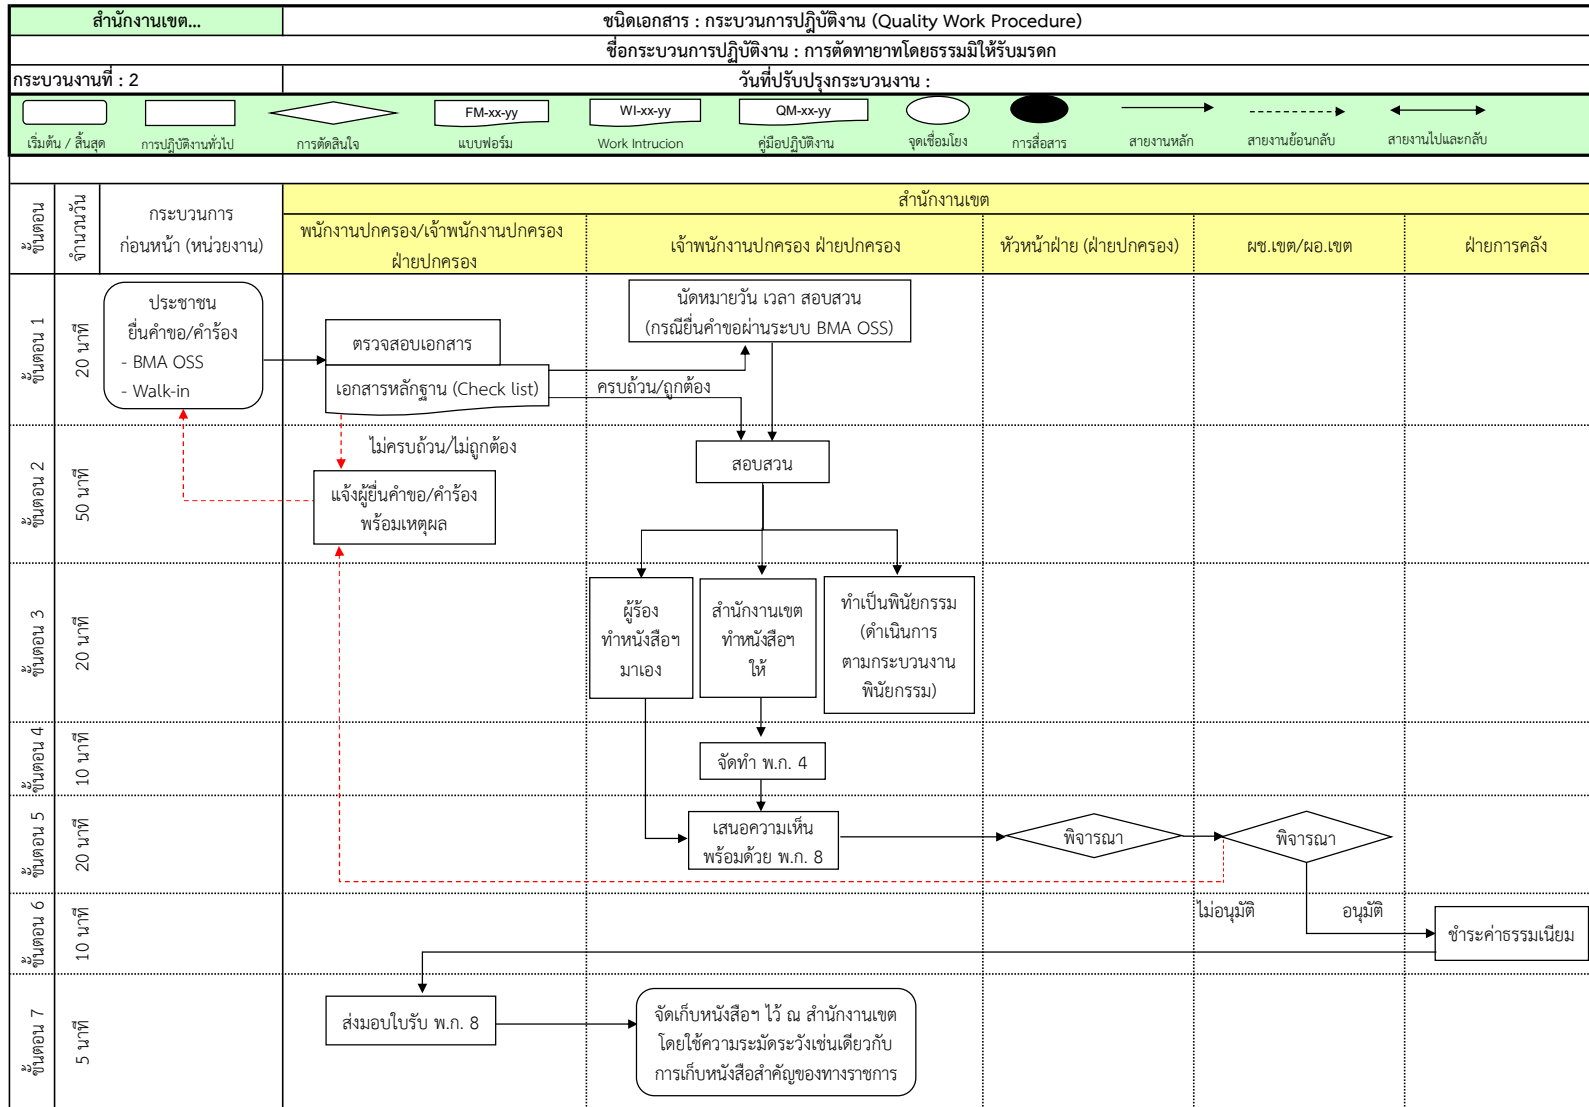 สำนักงานเขต...
ชนิดเอกสาร : กระบวนการปฏิบัติงาน (Quality Work Procedure)
ชื่อกระบวนการปฏิบัติงาน : การตัดทายาทโดยธรรมมิให้รับมรดก
กระบวนงานที่ : 2
วันที่ปรับปรุงกระบวนงาน :
FM-xx-yy
WI-xx-yy
QM-xx-yy
เริ่มต้น / สิ้นสุด
การปฏิบัติงานทั่วไป
การตัดสินใจ
แบบฟอร์ม
Work Intrucion
คู่มือปฏิบัติงาน
จุดเชื่อมโยง
การสื่อสาร
สายงานหลัก
สายงานย้อนกลับ
สายงานไปและกลับ
ขั้นตอน
จำนวนวัน
กระบวนการ
ก่อนหน้า (หน่วยงาน)
สำนักงานเขต
พนักงานปกครอง/เจ้าพนักงานปกครอง
ฝ่ายปกครอง
เจ้าพนักงานปกครอง ฝ่ายปกครอง
หัวหน้าฝ่าย (ฝ่ายปกครอง)
ผช.เขต/ผอ.เขต
ฝ่ายการคลัง
ขั้นตอน 1
20 นาที
ประชาชน
ยื่นคำขอ/คำร้อง
- BMA OSS
- Walk-in
ตรวจสอบเอกสาร
เอกสารหลักฐาน (Check list)
นัดหมายวัน เวลา สอบสวน
(กรณียื่นคำขอผ่านระบบ BMA OSS)
ครบถ้วน/ถูกต้อง
ขั้นตอน 2
50 นาที
ไม่ครบถ้วน/ไม่ถูกต้อง
แจ้งผู้ยื่นคำขอ/คำร้อง
พร้อมเหตุผล
สอบสวน
ขั้นตอน 3
20 นาที
ผู้ร้อง
ทำหนังสือฯ
มาเอง
สำนักงานเขต
ทำหนังสือฯ
ให้
ทำเป็นพินัยกรรม
(ดำเนินการ
ตามกระบวนงาน
พินัยกรรม)
ขั้นตอน 4
10 นาที
จัดทำ พ.ก. 4
ขั้นตอน 5
20 นาที
เสนอความเห็น
พร้อมด้วย พ.ก. 8
พิจารณา
พิจารณา
ขั้นตอน 6
10 นาที
ไม่อนุมัติ
อนุมัติ
ชำระค่าธรรมเนียม
ขั้นตอน 7
5 นาที
ส่งมอบใบรับ พ.ก. 8
จัดเก็บหนังสือฯ ไว้ ณ สำนักงานเขต
โดยใช้ความระมัดระวังเช่นเดียวกับ
การเก็บหนังสือสำคัญของทางราชการ